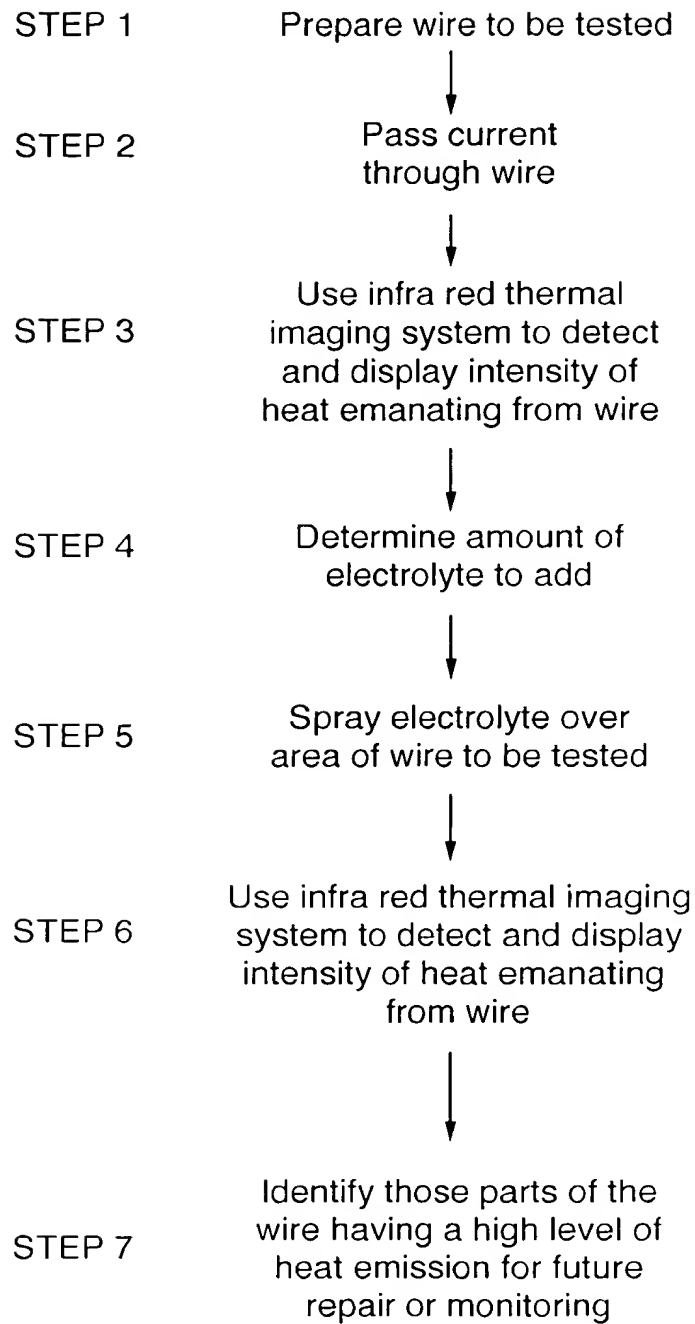 STEP 1 Prepare wire to be tested
STEP 2 Pass current
through wire
STEP 3 Use infra red thermal
imaging system to detect
and display intensity of
heat emanating from wire
STEP 4 Determine amount of
electrolyte to add
STEP 5 Spray electrolyte over
area of wire to be tested
STEP 6 Use infra red thermal imaging
system to detect and display
intensity of heat emanating
from wire
STEP 7 Identify those parts of the
wire having a high level of
heat emission for future
repair or monitoring